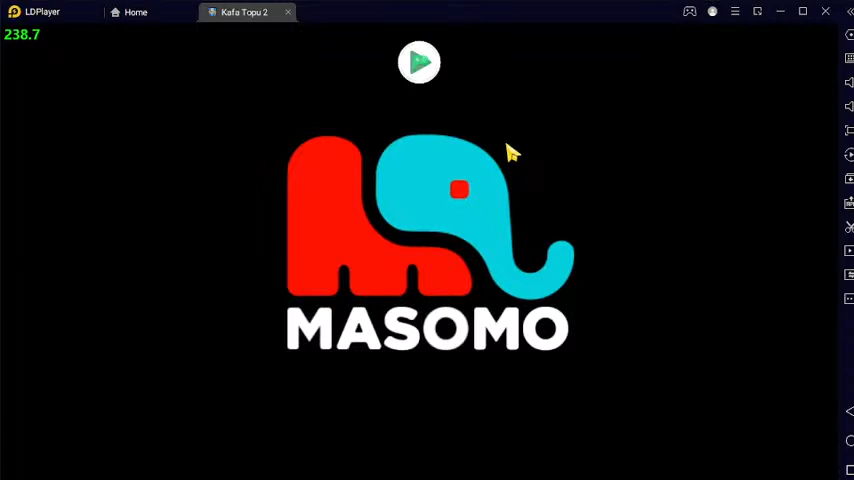 LDPlayer
Home
Kafa Topu 2
238.7
MASOMO